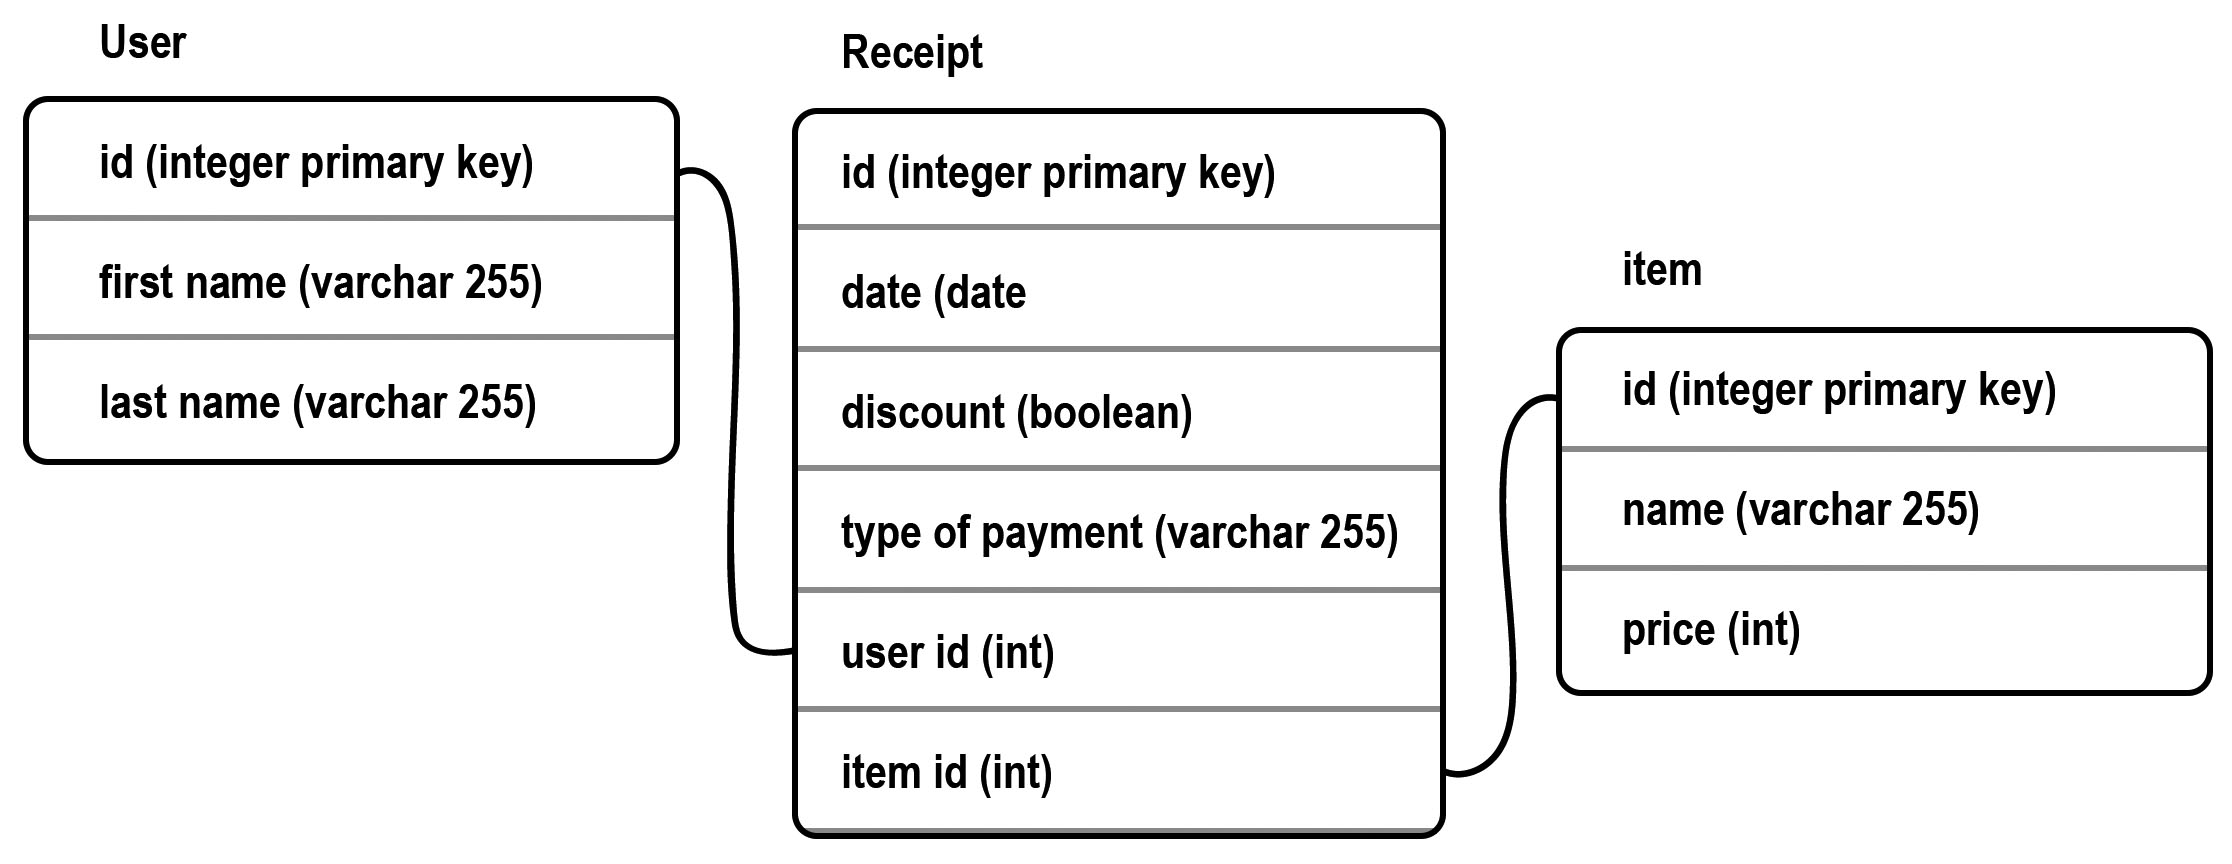 User
id (integer primary key)
first name (varchar 255)
last name (varchar 255)
Receipt
id (integer primary key)
date (date
discount (boolean)
type of payment (varchar 255)
user id (int)
item id (int)
item
id (integer primary key)
name (varchar 255)
price (int)